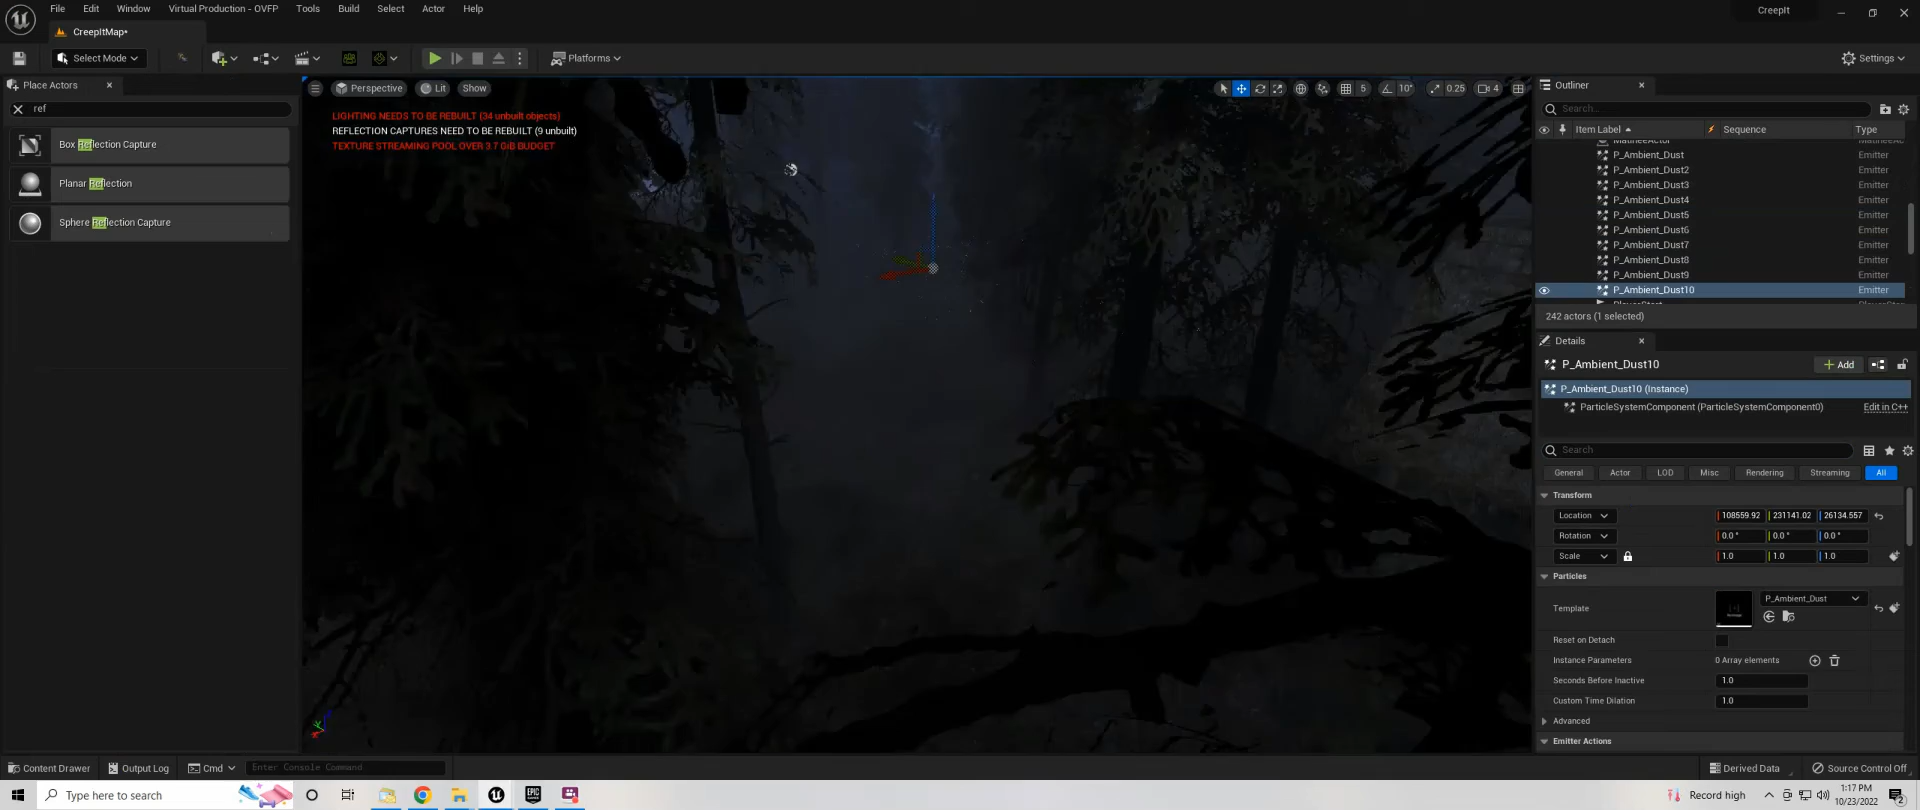 File Edit Window Virtual Production - OVFP Tools Build Select Actor Help
CreepIt
CreepItMap*
Select Mode
Platforms
Settings
Place Actors
ref
Box Reflection Capture
Planar Reflection
Sphere Reflection Capture
Perspective Lit Show
5 10° 0.25 4
LIGHTING NEEDS TO BE REBUILT (34 unbuilt objects)
REFLECTION CAPTURES NEED TO BE REBUILT (9 unbuilt)
TEXTURE STREAMING POOL OVER 3.7 GiB BUDGET
Outliner
Search...
Item Label Sequence Type
MatineeActor MatineeAc
P_Ambient_Dust Emitter
P_Ambient_Dust2 Emitter
P_Ambient_Dust3 Emitter
P_Ambient_Dust4 Emitter
P_Ambient_Dust5 Emitter
P_Ambient_Dust6 Emitter
P_Ambient_Dust7 Emitter
P_Ambient_Dust8 Emitter
P_Ambient_Dust9 Emitter
P_Ambient_Dust10 Emitter
PlayerStart PlayerStar
242 actors (1 selected)
Details
P_Ambient_Dust10
Add
P_Ambient_Dust10 (Instance)
ParticleSystemComponent (ParticleSystemComponent0) Edit in C++
Search
General Actor LOD Misc Rendering Streaming All
Transform
Location 108559.92 231141.02 26134.557
Rotation 0.0 ° 0.0 ° 0.0 °
Scale 1.0 1.0 1.0
Particles
Template P_Ambient_Dust
Reset on Detach
Instance Parameters 0 Array elements
Seconds Before Inactive 1.0
Custom Time Dilation 1.0
Advanced
Emitter Actions
Content Drawer Output Log Cmd Enter Console Command
Derived Data Source Control Off
Type here to search
Record high
1:17 PM
10/23/2022
2